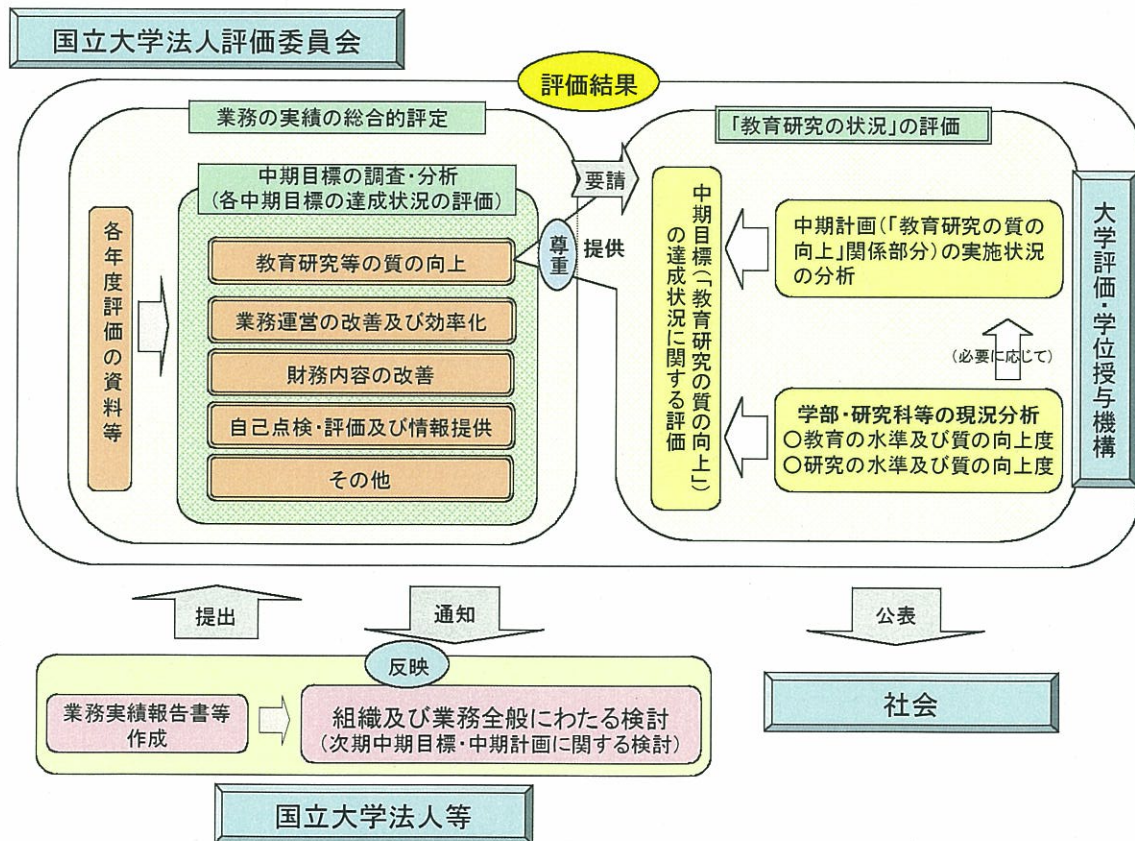 国立大学法人評価委員会
評価結果
業務の実績の総合的評定
中期目標の調査・分析
(各中期目標の達成状況の評価)
各年度評価の資料等
教育研究等の質の向上
業務運営の改善及び効率化
財務内容の改善
自己点検・評価及び情報提供
その他
要請
尊重
提供
「教育研究の状況」の評価
中期目標(「教育研究の質の向上」)
の達成状況に関する評価
中期計画(「教育研究の質の
向上」関係部分)の実施状況
の分析
(必要に応じて)
学部・研究科等の現況分析
○教育の水準及び質の向上度
○研究の水準及び質の向上度
大学評価・学位授与機構
提出
通知
公表
反映
業務実績報告書等
作成
組織及び業務全般にわたる検討
(次期中期目標・中期計画に関する検討)
社会
国立大学法人等